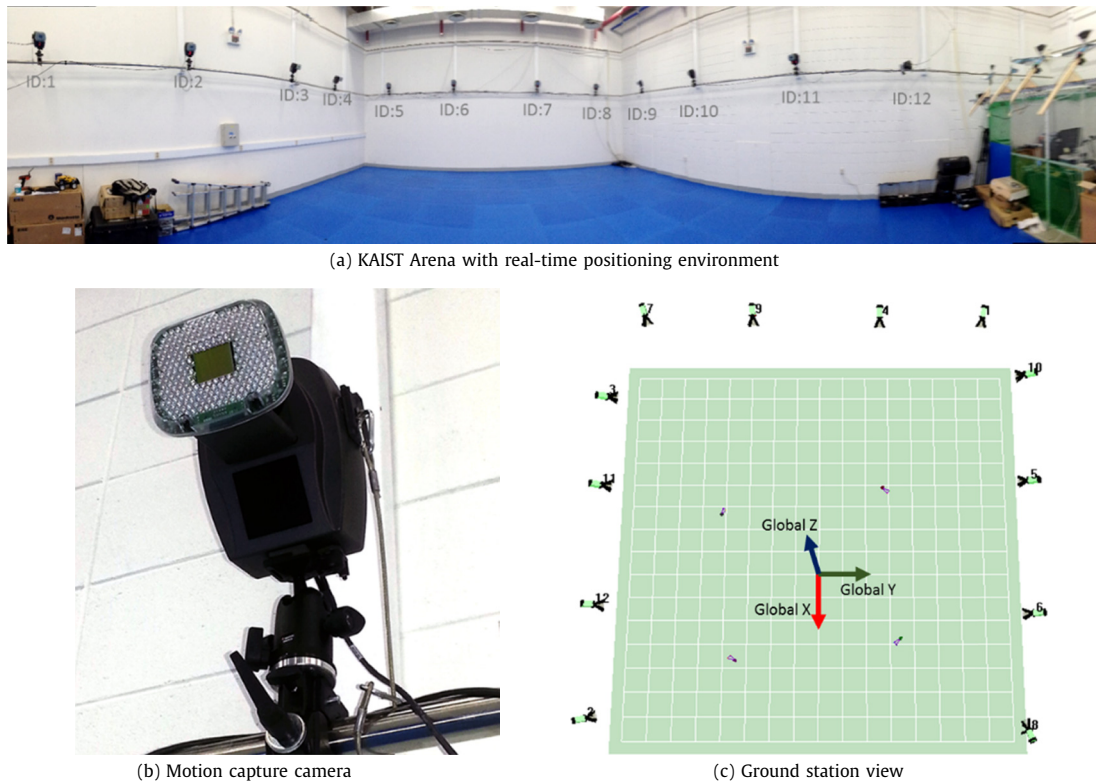 ID:1
ID:2
ID:3
ID:4
ID:5
ID:6
ID:7
ID:8
ID:9
ID:10
ID:11
ID:12
(a) KAIST Arena with real-time positioning environment
7
9
4
1
3
10
11
5
Global Z
Global Y
Global X
12
6
2
8
(b) Motion capture camera
(c) Ground station view